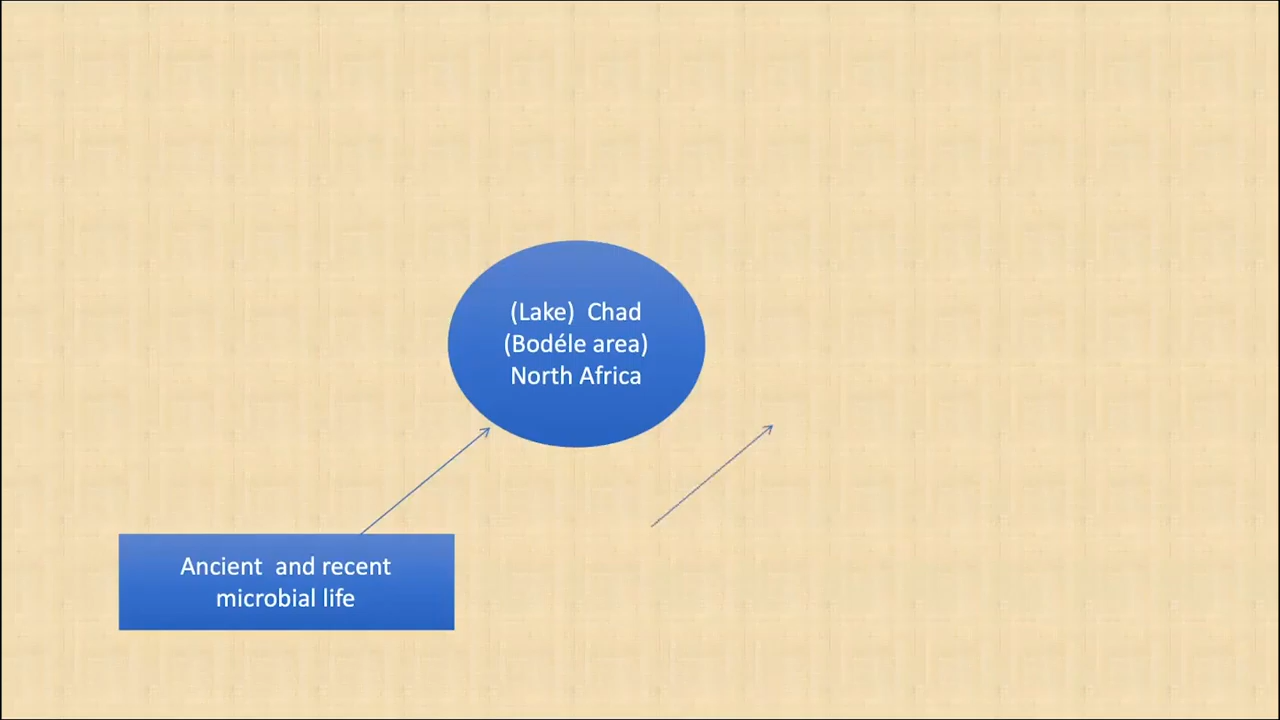 (Lake)  Chad
(Bodéle area)
North Africa
Ancient  and recent
microbial life